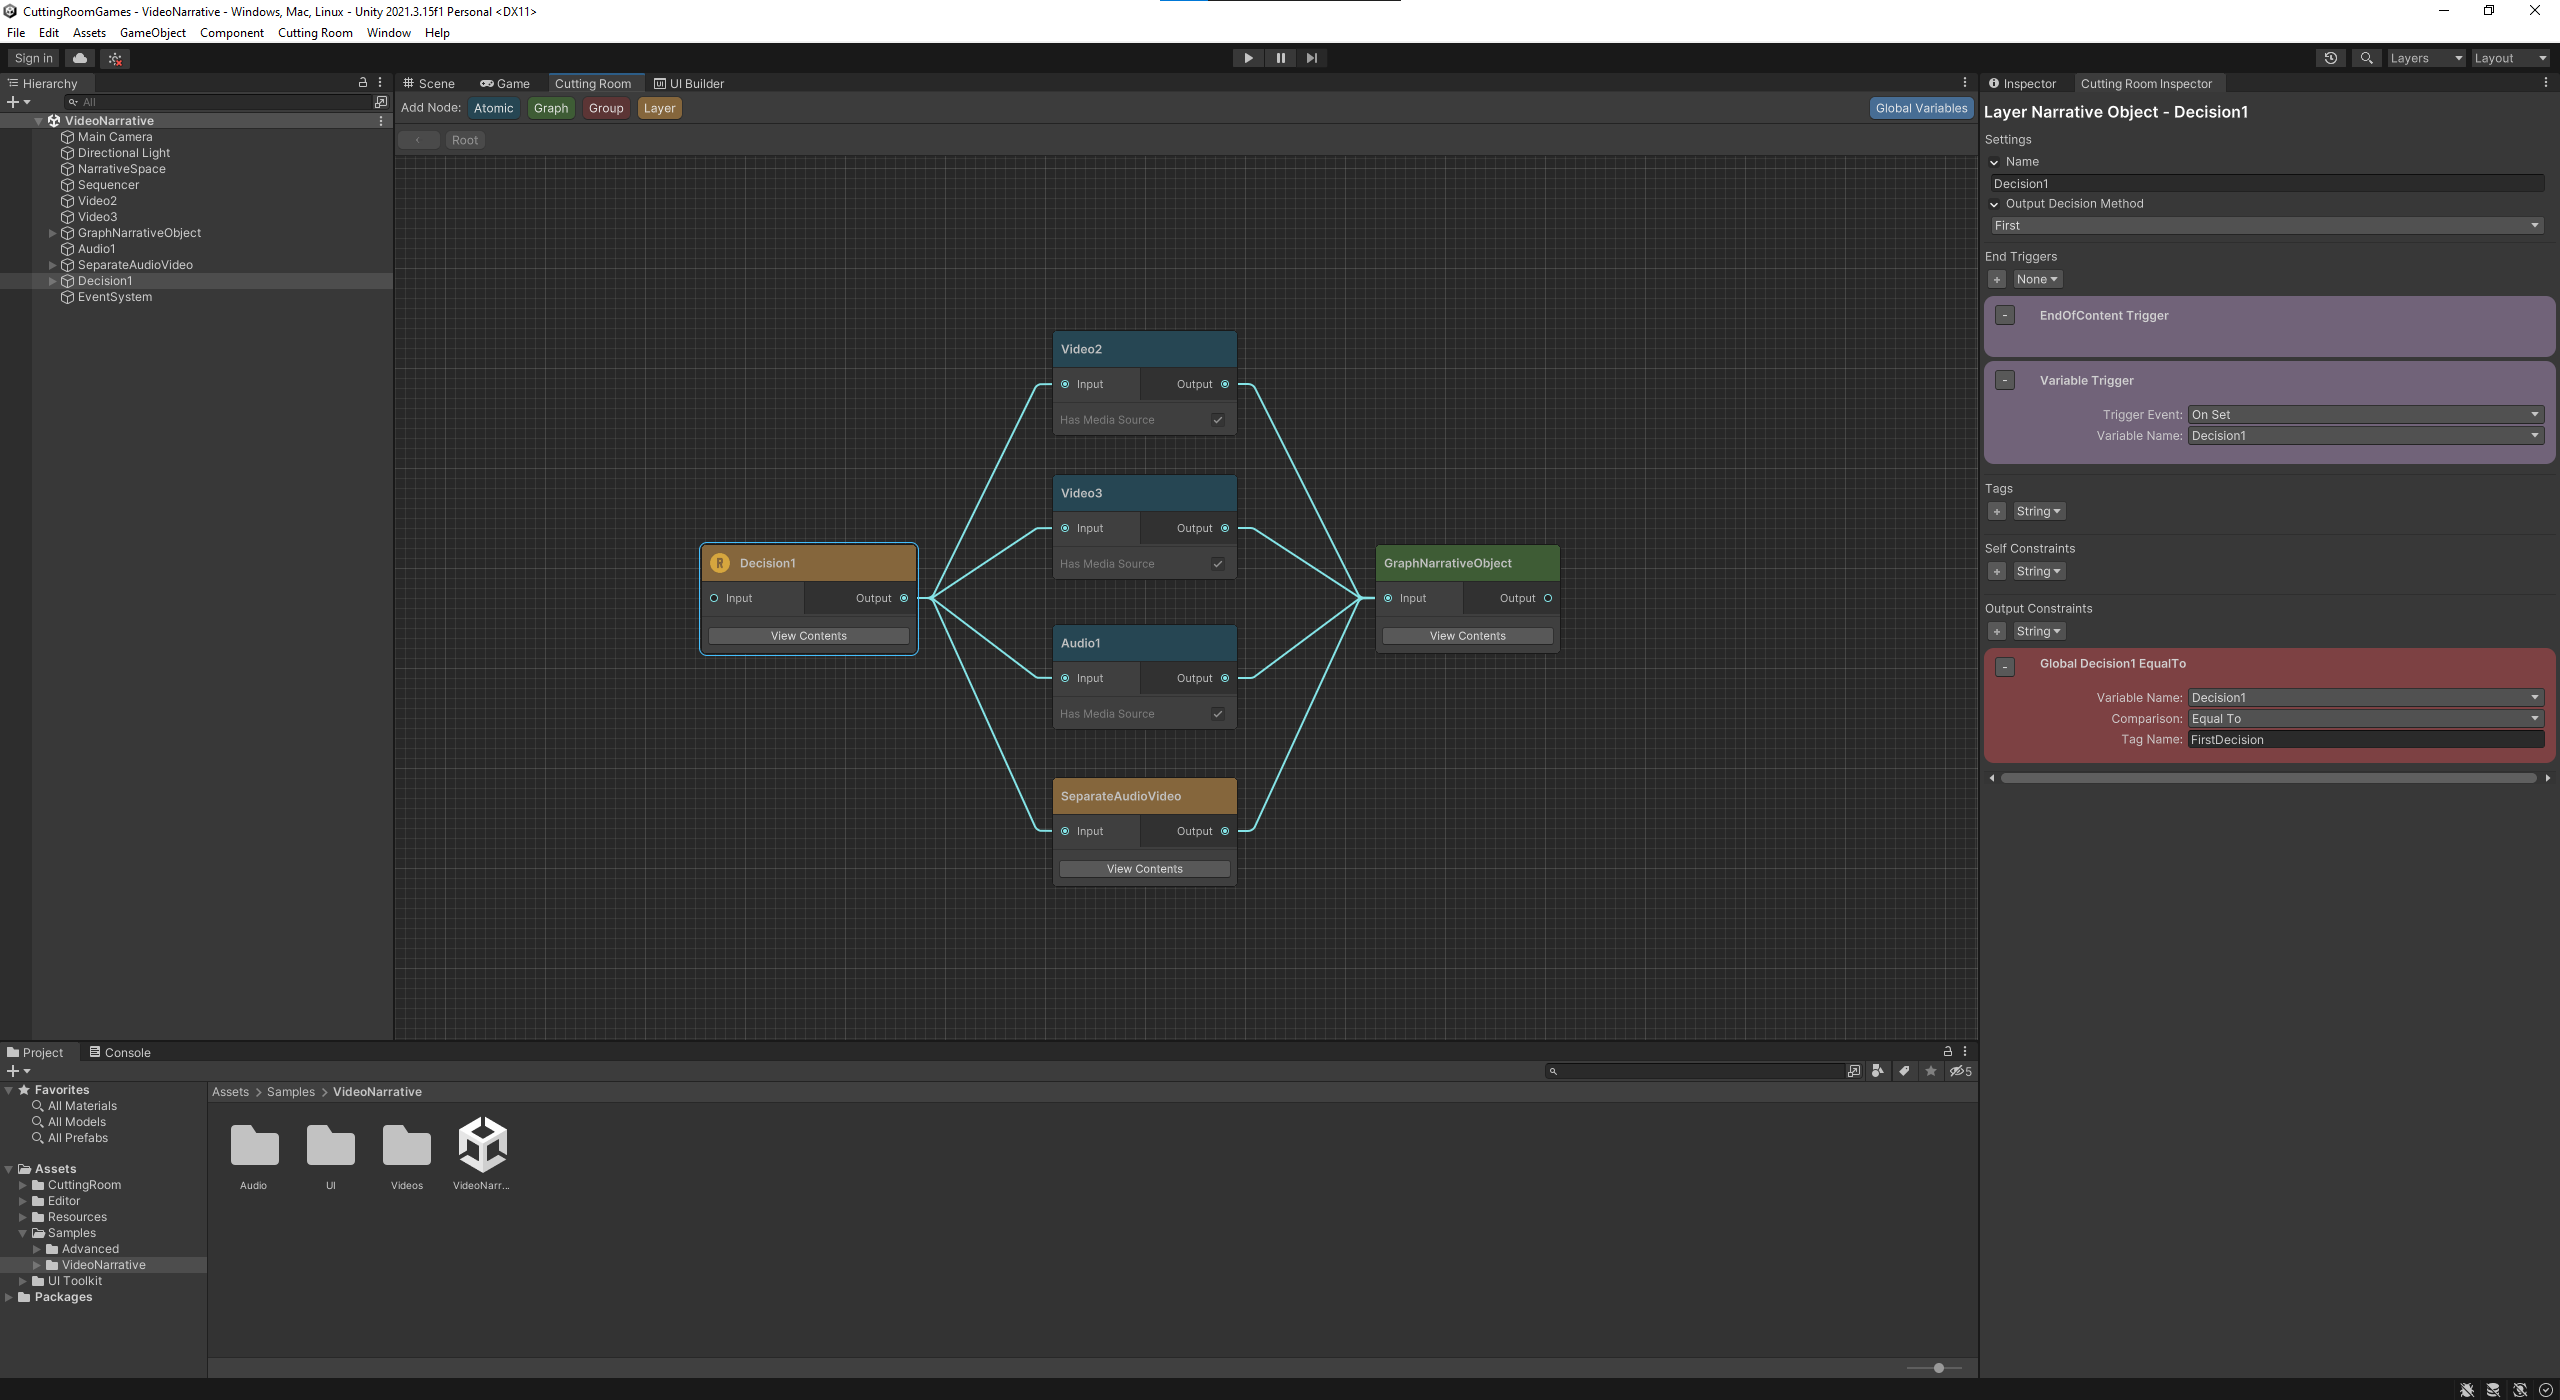 CuttingRoomGames - VideoNarrative - Windows, Mac, Linux - Unity 2021.3.15f1 Personal <DX11>
File Edit Assets GameObject Component Cutting Room Window Help
Sign in Layers Layout
Hierarchy
All
VideoNarrative
Main Camera
Directional Light
NarrativeSpace
Sequencer
Video2
Video3
GraphNarrativeObject
Audio1
SeparateAudioVideo
Decision1
EventSystem
Scene Game Cutting Room UI Builder
Add Node: Atomic Graph Group Layer Global Variables
< Root
Video2
Input Output
Has Media Source
Video3
Input Output
Has Media Source
R Decision1
Input Output
View Contents
GraphNarrativeObject
Input Output
View Contents
Audio1
Input Output
Has Media Source
SeparateAudioVideo
Input Output
View Contents
Inspector Cutting Room Inspector
Layer Narrative Object - Decision1
Settings
Name
Decision1
Output Decision Method
First
End Triggers
+ None
- EndOfContent Trigger
- Variable Trigger
Trigger Event: On Set
Variable Name: Decision1
Tags
+ String
Self Constraints
+ String
Output Constraints
+ String
- Global Decision1 EqualTo
Variable Name: Decision1
Comparison: Equal To
Tag Name: FirstDecision
Project Console
5
Favorites
All Materials
All Models
All Prefabs
Assets
CuttingRoom
Editor
Resources
Samples
Advanced
VideoNarrative
UI Toolkit
Packages
Assets > Samples > VideoNarrative
Audio UI Videos VideoNarr...